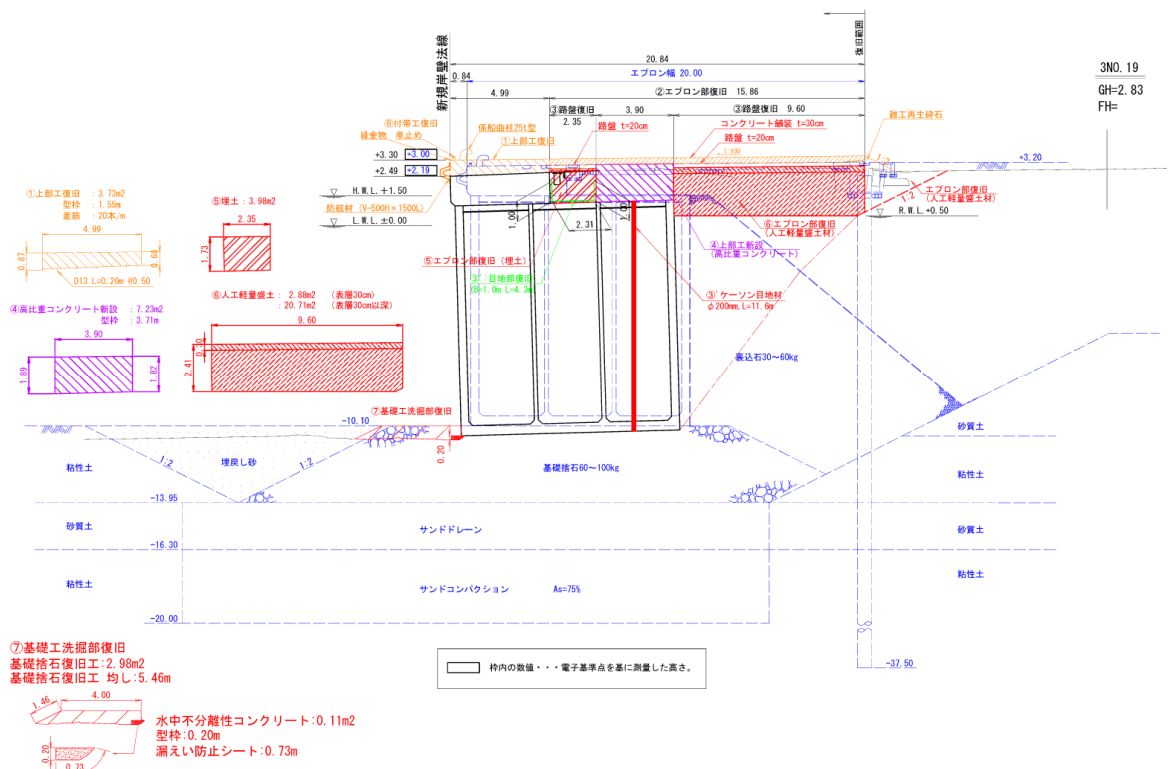 復旧範囲
20.84
新規岸壁法線
0.84
エプロン幅 20.00
4.99
②エプロン部復旧 15.86
③路盤復旧
2.35
3.90
③路盤復旧 9.60
3NO.19
GH=2.83
FH=
⑧付帯工復旧
縁金物 車止め
係船曲柱25t型
①上部工復旧
路盤 t=20cm
コンクリート舗装 t=30cm
路盤 t=20cm
雑工再生砕石
1:100
1:2
+3.30
+3.00
+2.49
+2.19
+3.20
H.W.L.+1.50
防舷材(V-500H×1500L)
L.W.L.±0.00
R.W.L.+0.50
1:2
エプロン部復旧
(人工軽量盛土材)
1.00
2.31
1.00
⑥エプロン部復旧
(人工軽量盛土材)
④上部工新設
(高比重コンクリート)
⑤エプロン部復旧(埋土)
③'目地部復旧
(B=1.0m,L=4.3m)
③'ケーソン目地材
φ200mm,L=11.6m
①上部工復旧 : 3.73m2
型枠 : 1.55m
差筋 : 20本/m
4.99
0.67
0.68
D13 L=0.20m @0.50
⑤埋土 : 3.98m2
2.35
1.73
④高比重コンクリート新設 : 7.23m2
型枠 : 3.71m
3.90
1.89
1.82
⑥人工軽量盛土 : 2.88m2 (表層30cm)
: 20.71m2 (表層30cm以深)
9.60
0.30
2.41
裏込石30～60kg
⑦基礎工洗掘部復旧
-10.10
0.20
砂質土
粘性土
1:2
埋戻し砂
1:2
基礎捨石60～100kg
粘性土
-13.95
砂質土
サンドドレーン
砂質土
-16.30
粘性土
サンドコンパクション As=75%
粘性土
-20.00
-37.50
枠内の数値・・・電子基準点を基に測量した高さ。
⑦基礎工洗掘部復旧
基礎捨石復旧工:2.98m2
基礎捨石復旧工 均し:5.46m
1.46
4.00
水中不分離性コンクリート:0.11m2
型枠:0.20m
漏えい防止シート:0.73m
0.20
0.73